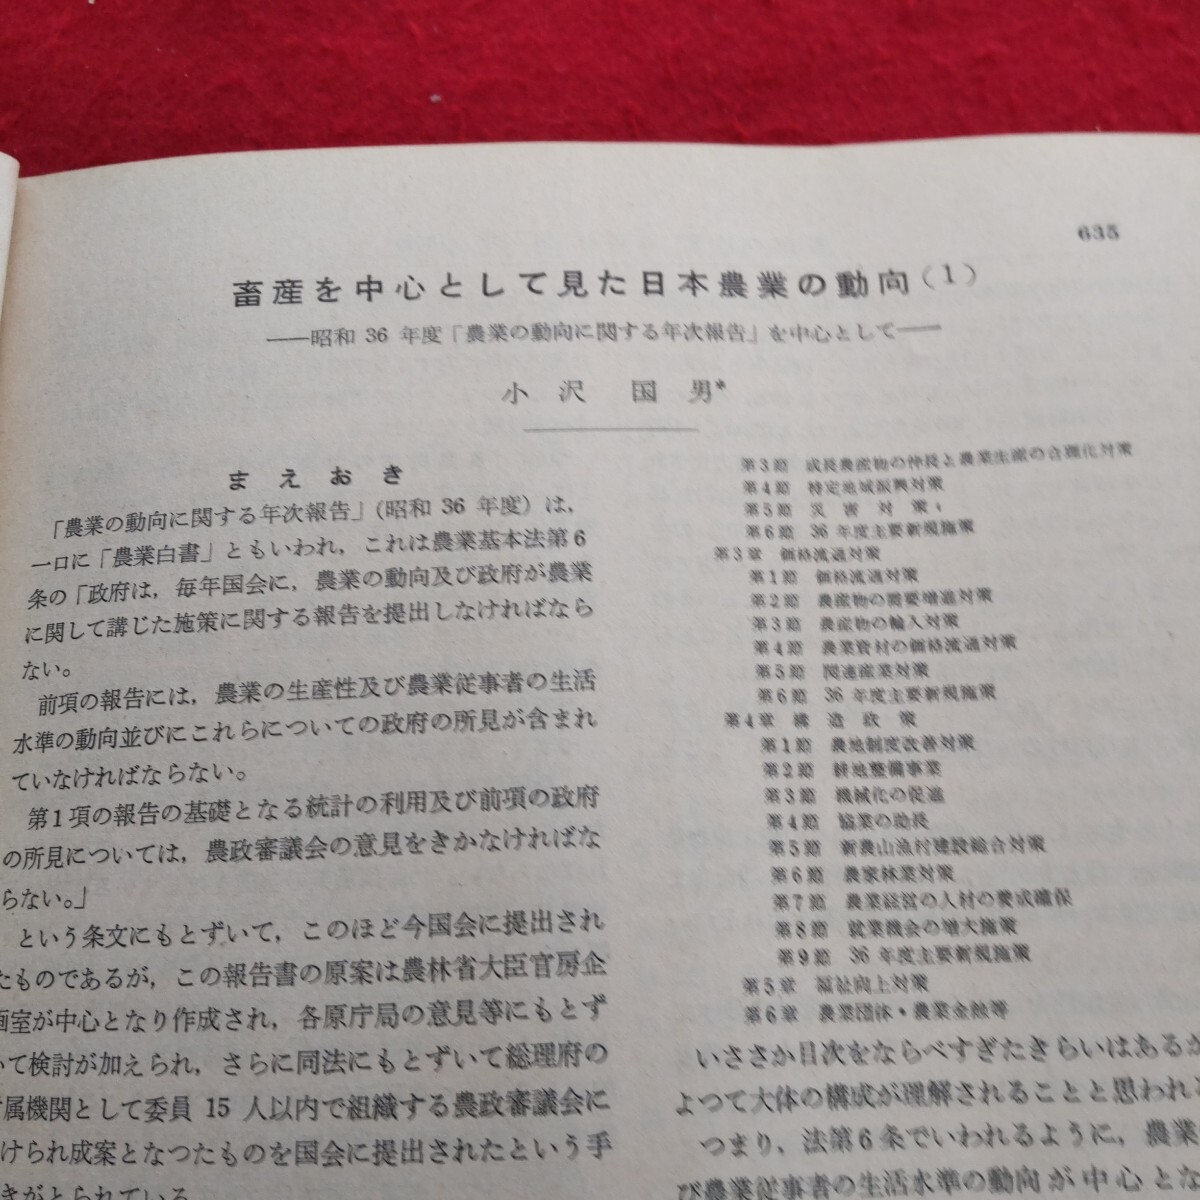 635
畜産を中心として見た日本農業の動向(1)
——昭和 36 年度「農業の動向に関する年次報告」を中心として——
小沢 国男*
まえおき
「農業の動向に関する年次報告」(昭和 36 年度) は,
一口に「農業白書」ともいわれ, これは農業基本法第6
条の「政府は, 毎年国会に, 農業の動向及び政府が農業
に関して講じた施策に関する報告を提出しなければなら
ない。
前項の報告には, 農業の生産性及び農業従事者の生活
水準の動向並びにこれらについての政府の所見が含まれ
ていなければならない。
第1項の報告の基礎となる統計の利用及び前項の政府
の所見については, 農政審議会の意見をきかなければな
らない。」
という条文にもとずいて, このほど今国会に提出され
たものであるが, この報告書の原案は農林省大臣官房企
画室が中心となり作成され, 各原庁局の意見等にもとず
いて検討が加えられ, さらに同法にもとずいて総理府の
属機関として委員 15 人以内で組織する農政審議会に
けられ成案となつたものを国会に提出されたという手
きがとられている。
第3節 成長農産物の伸長と農業生産の合理化対策
第4節 特定地域振興対策
第5節 災害対策
第6節 36 年度主要新規施策
第3章 価格流通対策
第1節 価格流通対策
第2節 農産物の需要増進対策
第3節 農産物の輸入対策
第4節 農業資材の価格流通対策
第5節 関連産業対策
第6節 36 年度主要新規施策
第4章 構造政策
第1節 農地制度改善対策
第2節 耕地整備事業
第3節 機械化の促進
第4節 協業の助長
第5節 新農山漁村建設総合対策
第6節 農家林業対策
第7節 農業経営の人材の養成確保
第8節 就業機会の増大施策
第9節 36 年度主要新規施策
第5章 福祉向上対策
第6章 農業団体・農業金融等
いささか目次をならべすぎたきらいはあるか
よつて大体の構成が理解されることと思われ
つまり, 法第6条でいわれるように, 農業
び農業従事者の生活水準の動向が中心とな